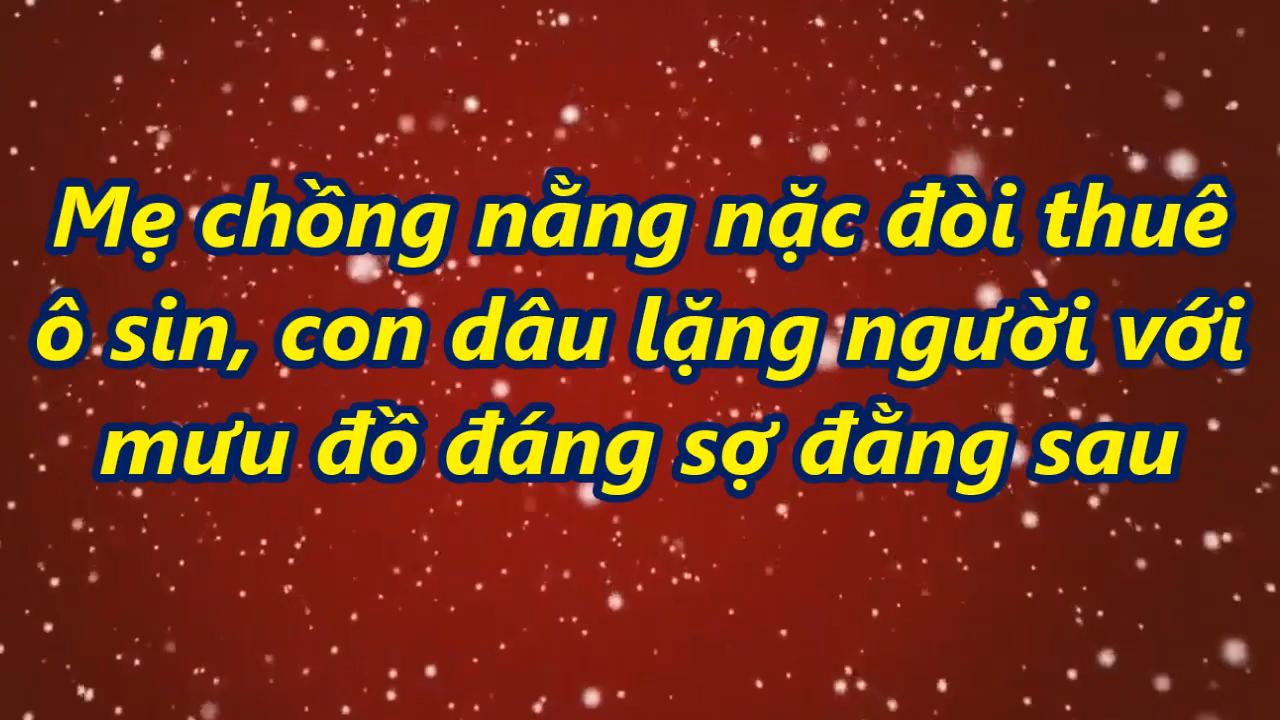 Mẹ chồng nằng nặc đòi thuê
ô sin, con dâu lặng người với
mưu đồ đáng sợ đằng sau